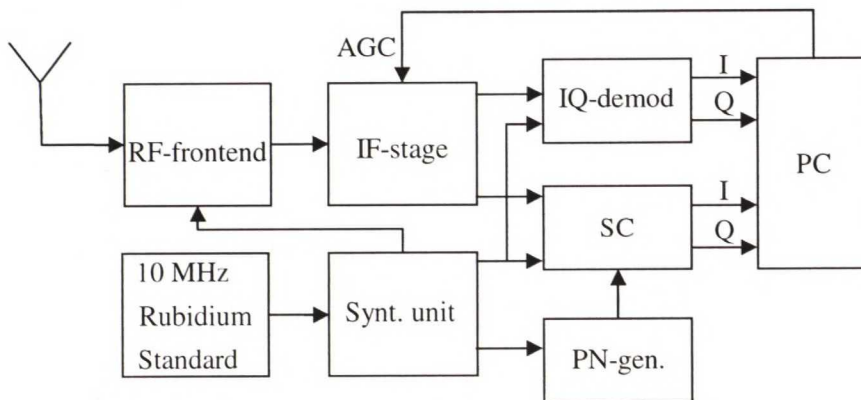 AGC
RF-frontend
IF-stage
IQ-demod
I
Q
PC
SC
I
Q
10 MHz
Rubidium
Standard
Synt. unit
PN-gen.